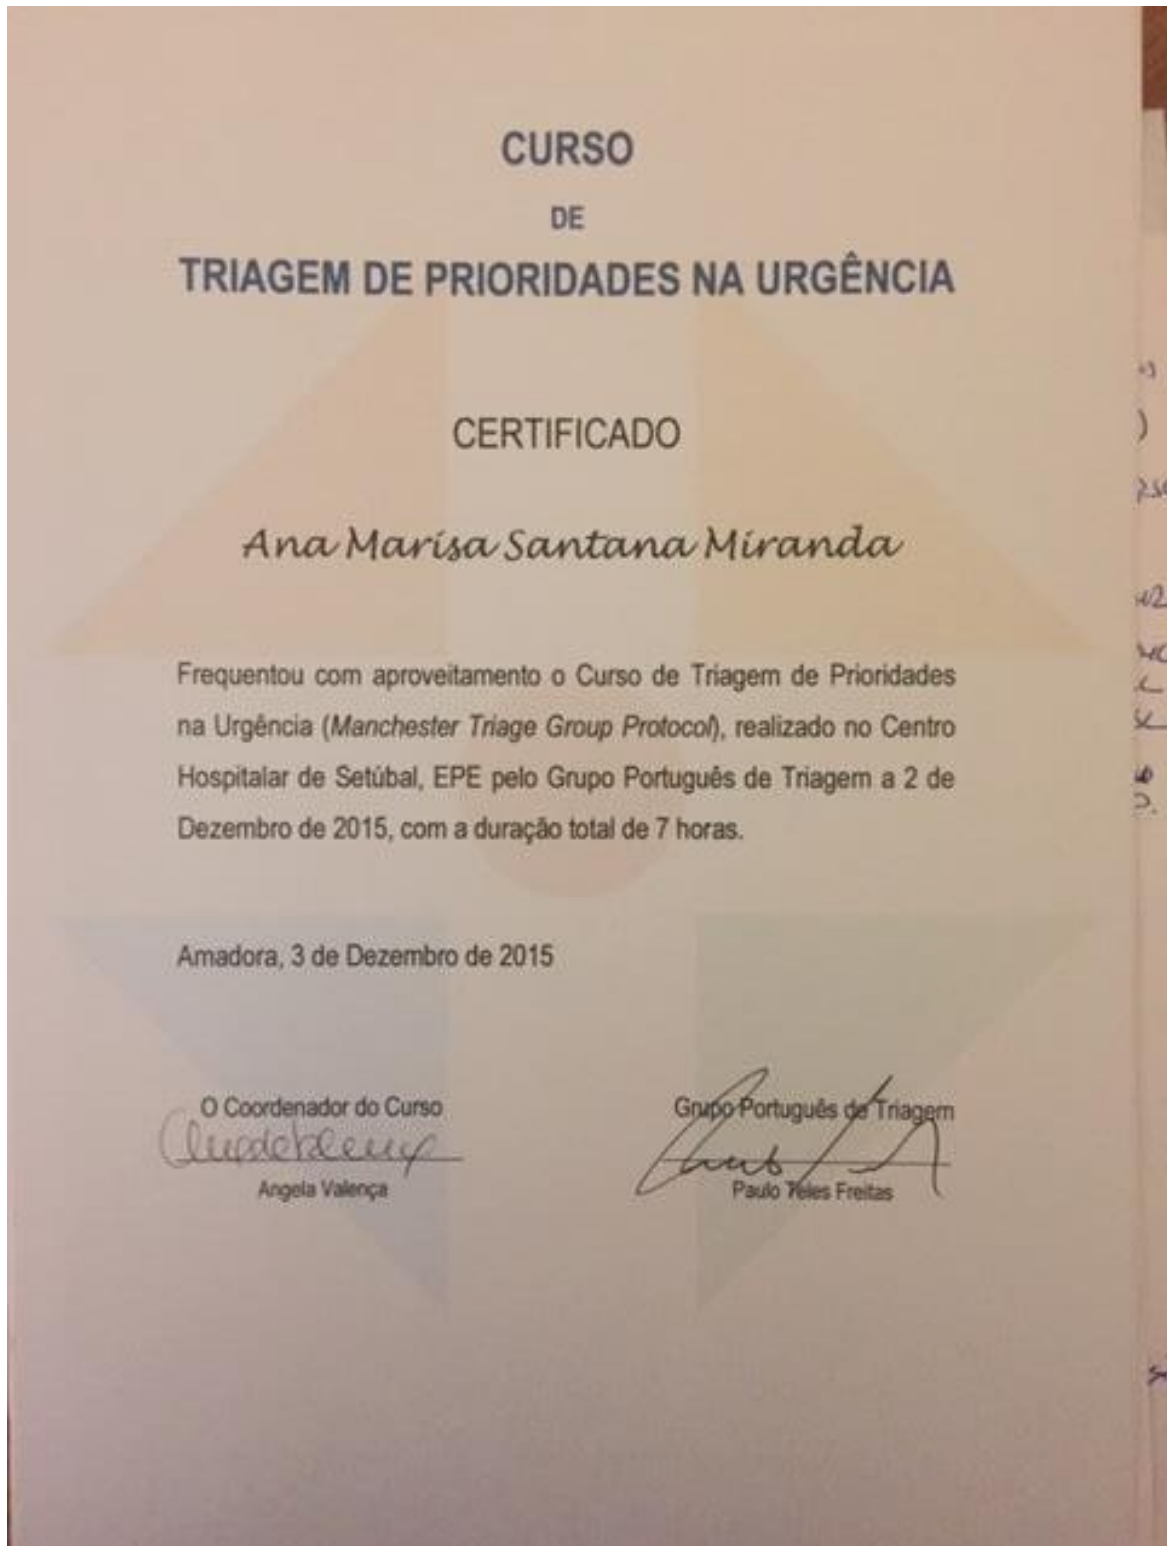 CURSO
DE
TRIAGEM DE PRIORIDADES NA URGÊNCIA
CERTIFICADO
Ana Marisa Santana Miranda
Frequentou com aproveitamento o Curso de Triagem de Prioridades
na Urgência (Manchester Triage Group Protocol), realizado no Centro
Hospitalar de Setúbal, EPE pelo Grupo Português de Triagem a 2 de
Dezembro de 2015, com a duração total de 7 horas.
Amadora, 3 de Dezembro de 2015
O Coordenador do Curso
Angela Valença
Grupo Português de Triagem
Paulo Teles Freitas